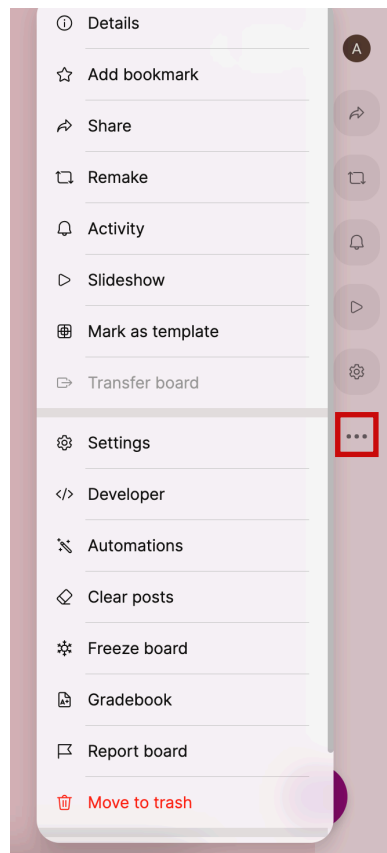 Details
A
Add bookmark
Share
Remake
Activity
Slideshow
Mark as template
Transfer board
Settings
</> Developer
Automations
Clear posts
Freeze board
A+ Gradebook
Report board
Move to trash